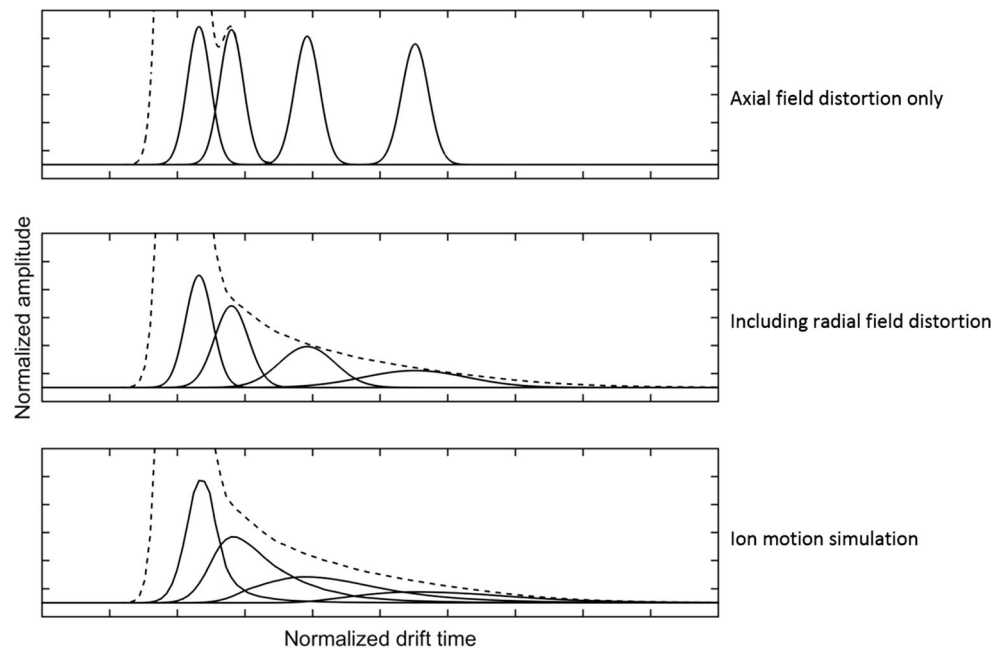 Axial field distortion only
Normalized amplitude
Including radial field distortion
Ion motion simulation
Normalized drift time